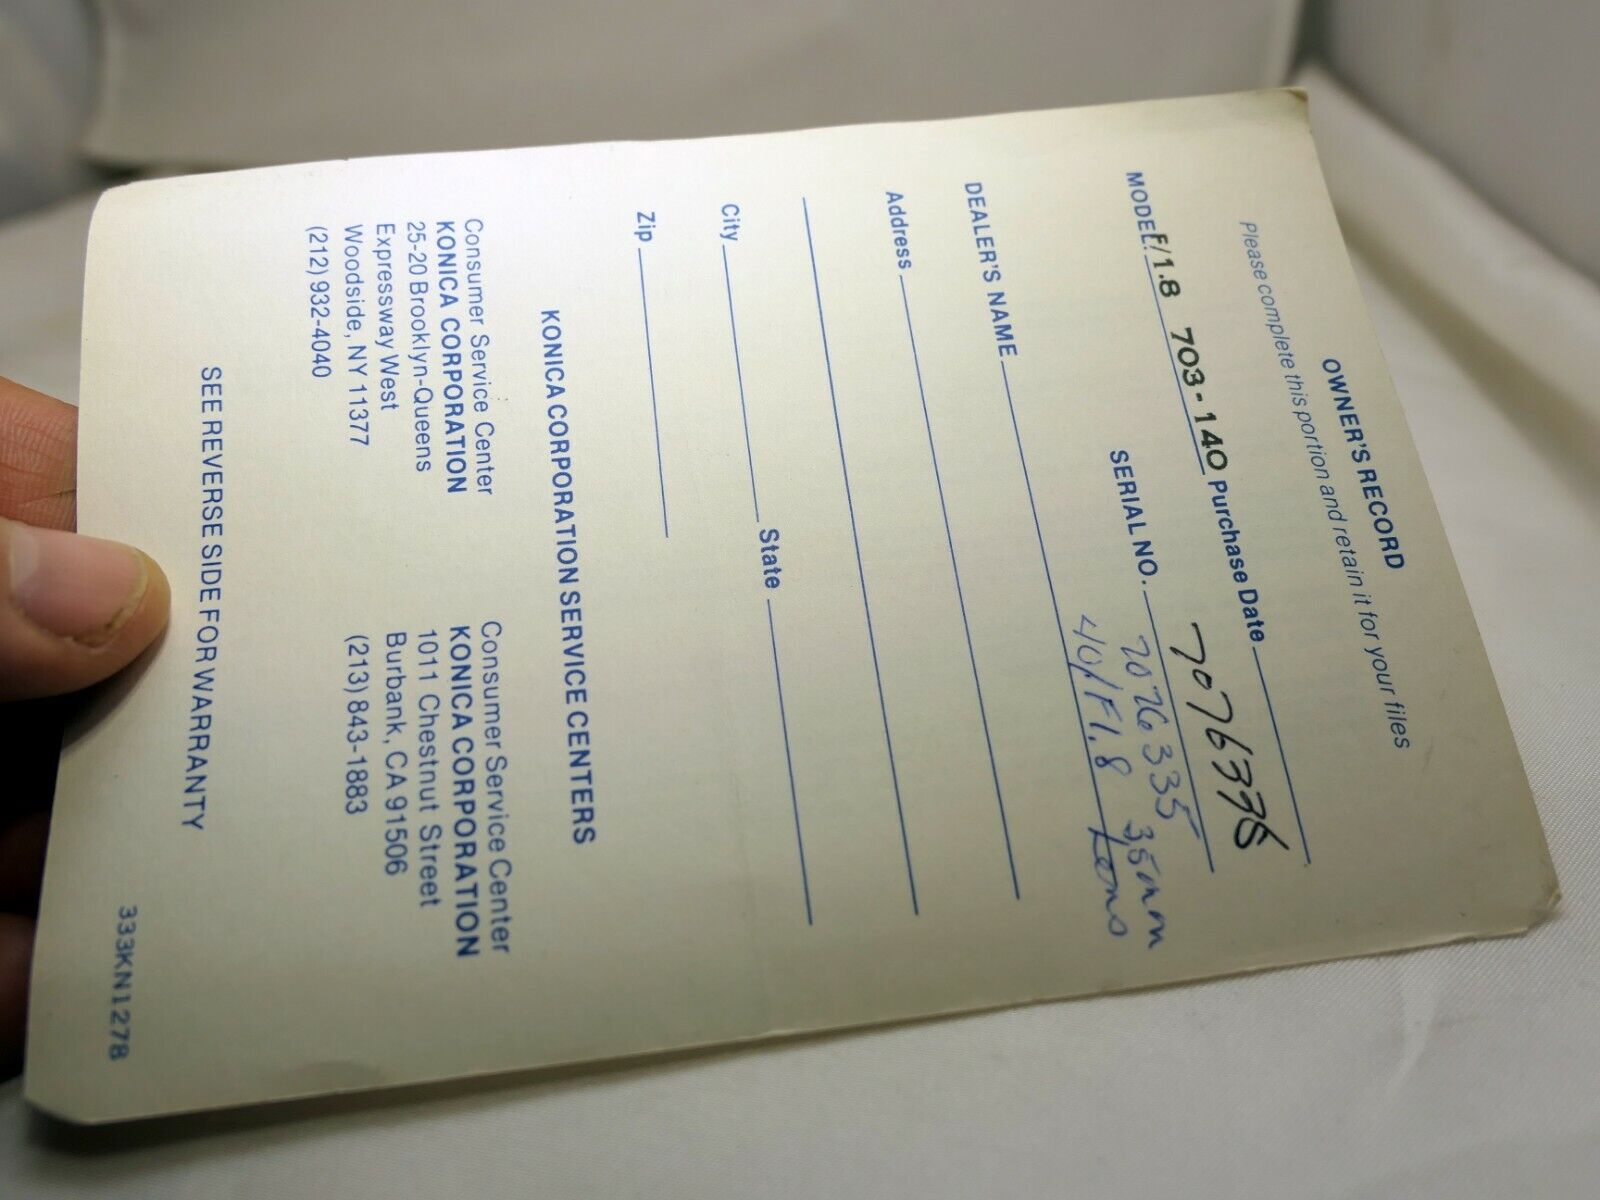 OWNER'S RECORD
Please complete this portion and retain it for your files
MODEL F/1.8 703-140 Purchase Date
SERIAL NO. 7076335
7076335 35mm
40/F1.8 Lens
DEALER'S NAME
Address
City State
Zip
KONICA CORPORATION SERVICE CENTERS
Consumer Service Center
KONICA CORPORATION
25-20 Brooklyn-Queens
Expressway West
Woodside, NY 11377
(212) 932-4040
Consumer Service Center
KONICA CORPORATION
1011 Chestnut Street
Burbank, CA 91506
(213) 843-1883
SEE REVERSE SIDE FOR WARRANTY
333KN1278